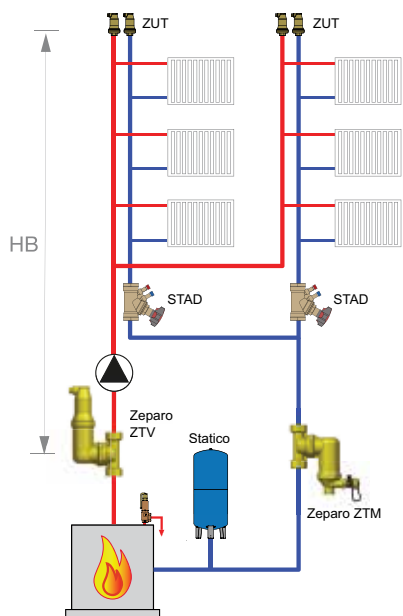 ZUT
ZUT
HB
STAD
STAD
Zeparo
ZTV
Statico
Zeparo ZTM